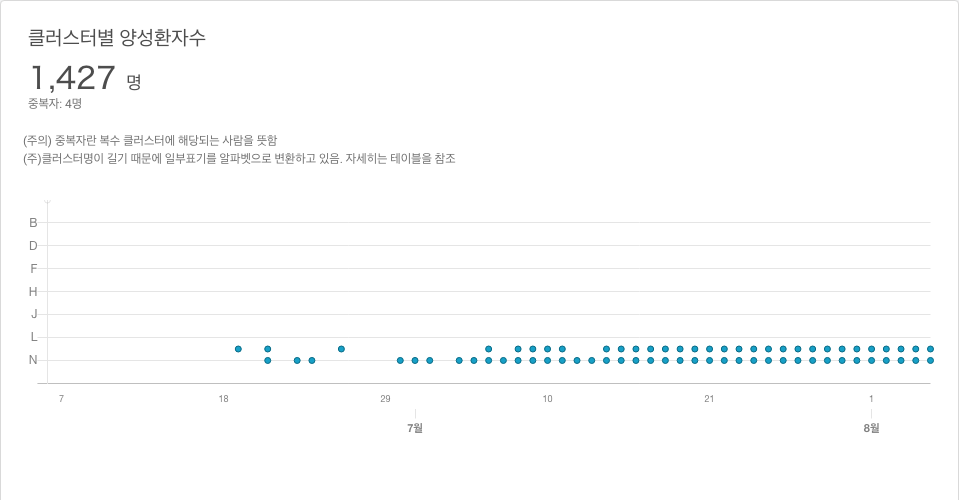 클러스터별 양성환자수
1,427 명
중복자: 4명
(주의) 중복자란 복수 클러스터에 해당되는 사람을 뜻함
(주)클러스터명이 길기 때문에 일부표기를 알파벳으로 변환하고 있음. 자세히는 테이블을 참조
B
D
F
H
J
L
N
7 18 29 10 21 1
7월 8월